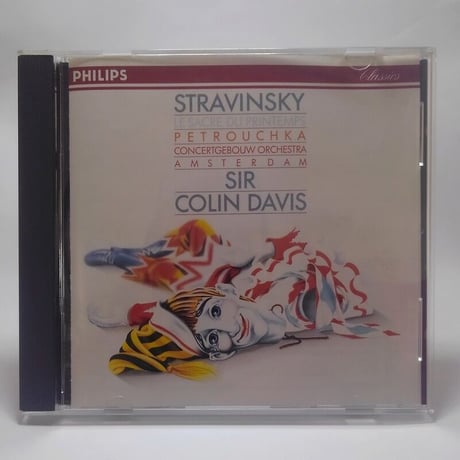 PHILIPS
Classics
STRAVINSKY
LE SACRE DU PRINTEMPS
PETROUCHKA
CONCERTGEBOUW ORCHESTRA
AMSTERDAM
SIR
COLIN DAVIS